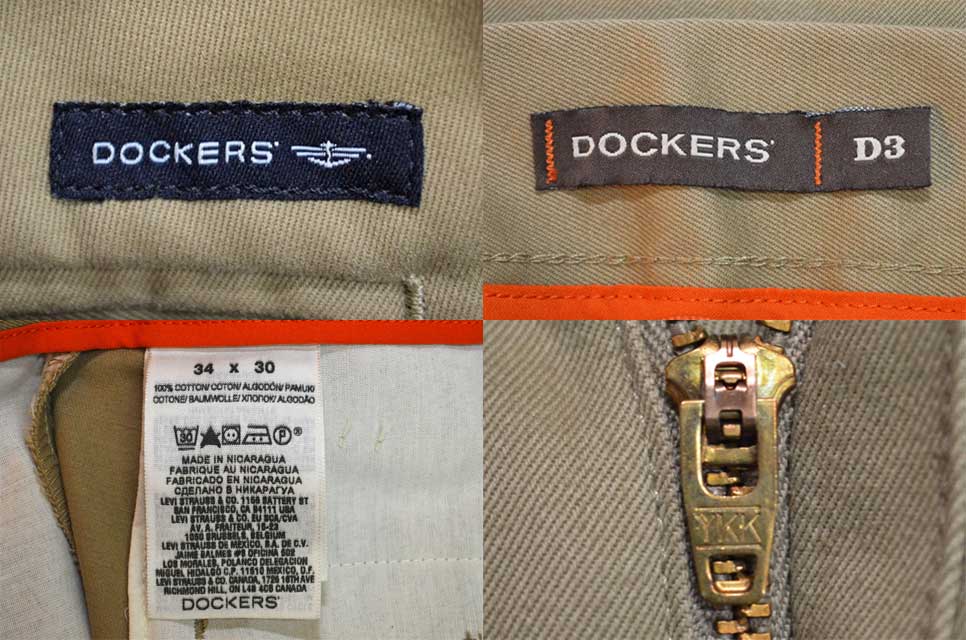 DOCKERS®
DOCKERS® D3
34 x 30
100% COTTON/ COTON/ ALGODÓN/ PAMUK/
COTONE/ BAUMWOLLE/ ХЛОПОК/ ALGODÃO
30 P ®
MADE IN NICARAGUA
FABRIQUE AU NICARAGUA
FABRICADO EN NICARAGUA
СДЕЛАНО В НИКАРАГУА
LEVI STRAUSS & CO. 1155 BATTERY ST
SAN FRANCISCO, CA 94111 USA
LEVI STRAUSS & CO. EU SCA/CVA
AV. A. FRAITEUR, 15-23
1050 BRUSSELS, BELGIUM
LEVI STRAUSS DE MEXICO, S.A. DE C.V.
JAIME BALMES #8 OFICINA 502
LOS MORALES, POLANCO DELEGACION
MIGUEL HIDALGO C.P. 11510 MEXICO, D.F.
LEVI STRAUSS & CO. CANADA, 1725 16TH AVE
RICHMOND HILL, ON L4B 4C6 CANADA
DOCKERS®
YKK